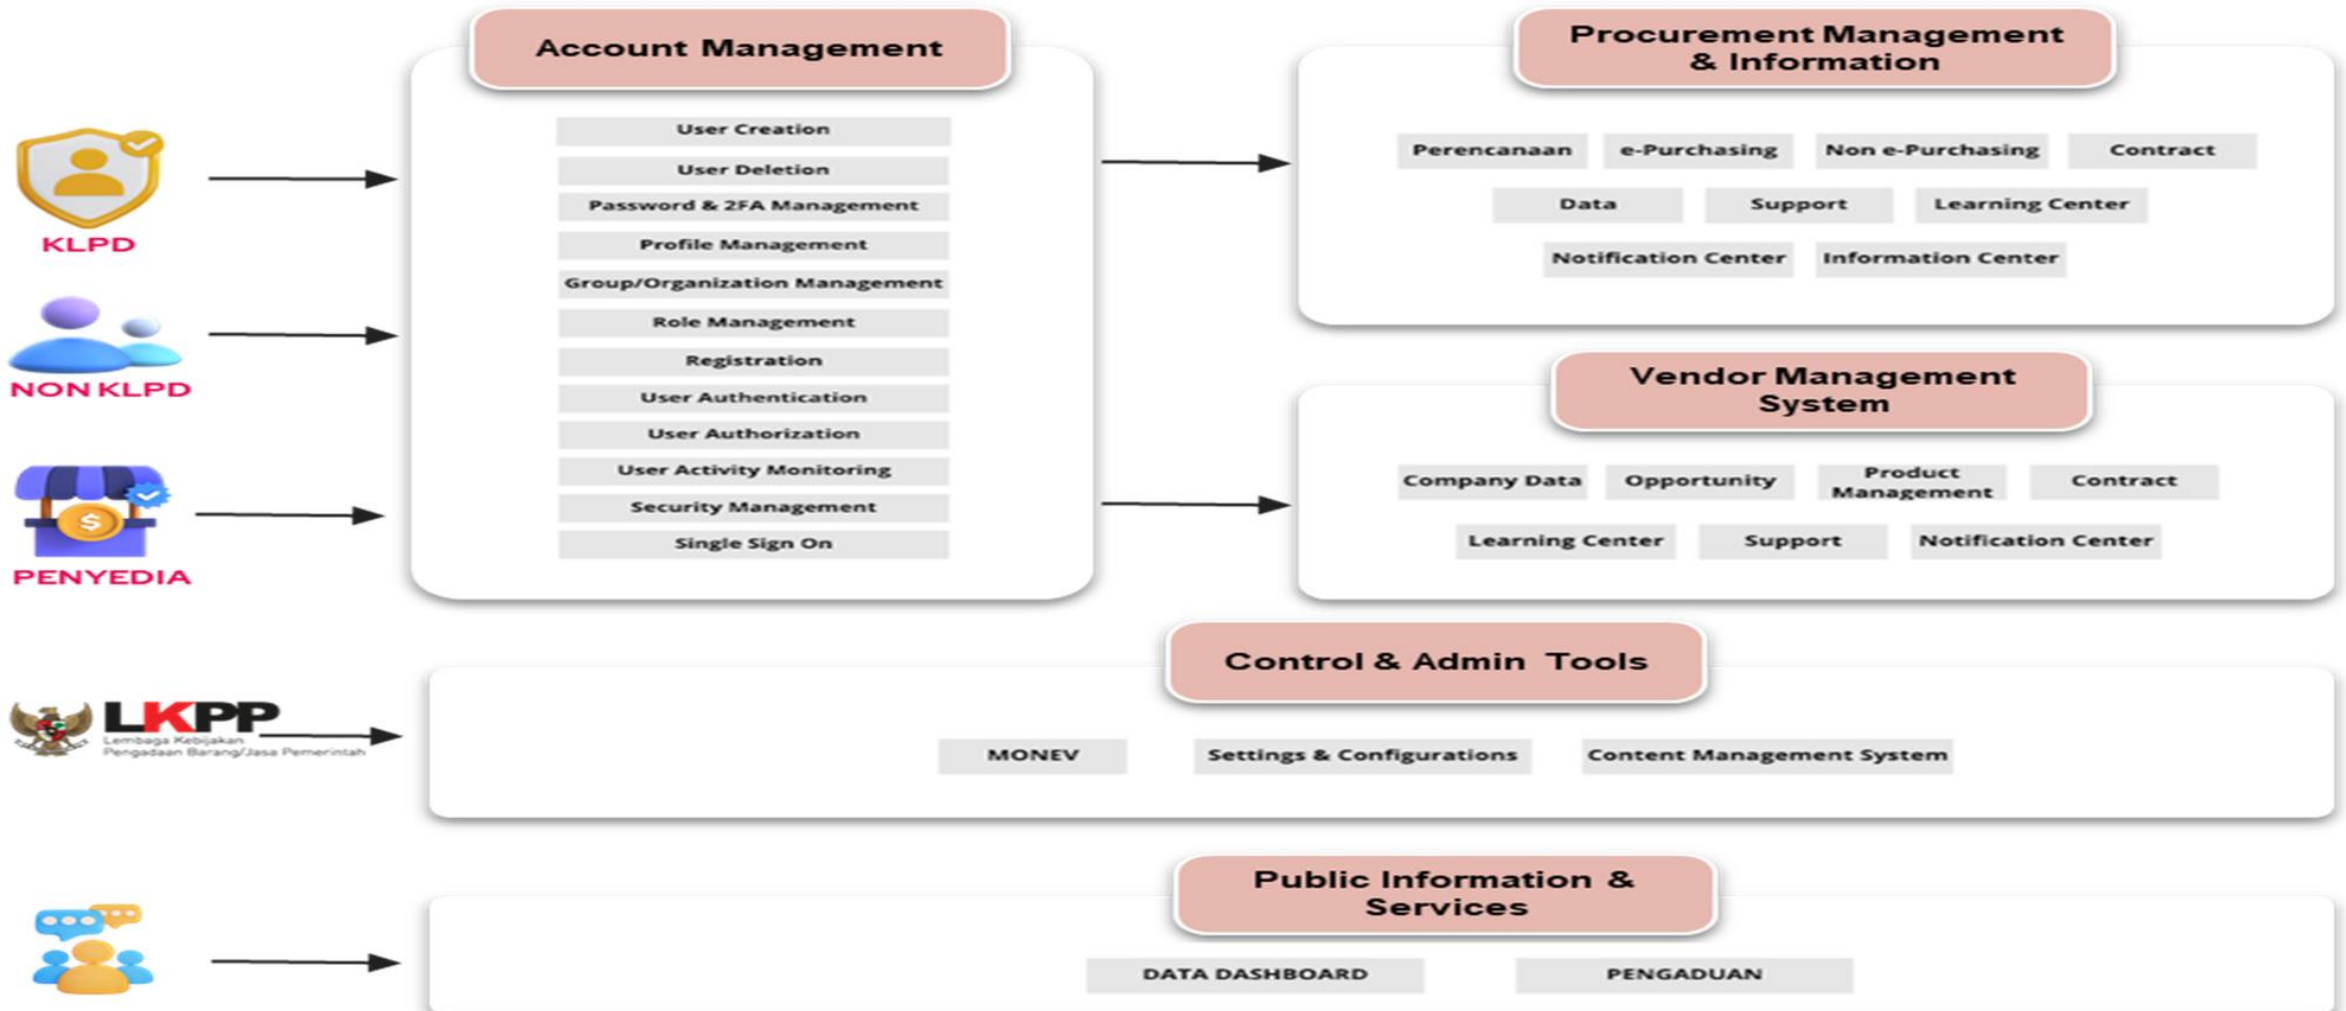 Account Management
User Creation
User Deletion
Password & 2FA Management
Profile Management
Group/Organization Management
Role Management
Registration
User Authentication
User Authorization
User Activity Monitoring
Security Management
Single Sign On
KLPD
NON KLPD
PENYEDIA
Procurement Management
& Information
Perencanaan
e-Purchasing
Non e-Purchasing
Contract
Data
Support
Learning Center
Notification Center
Information Center
Vendor Management
System
Company Data
Opportunity
Product
Management
Contract
Learning Center
Support
Notification Center
LKPP
Lembaga Kebijakan
Pengadaan Barang/Jasa Pemerintah
Control & Admin Tools
MONEV
Settings & Configurations
Content Management System
Public Information &
Services
DATA DASHBOARD
PENGADUAN